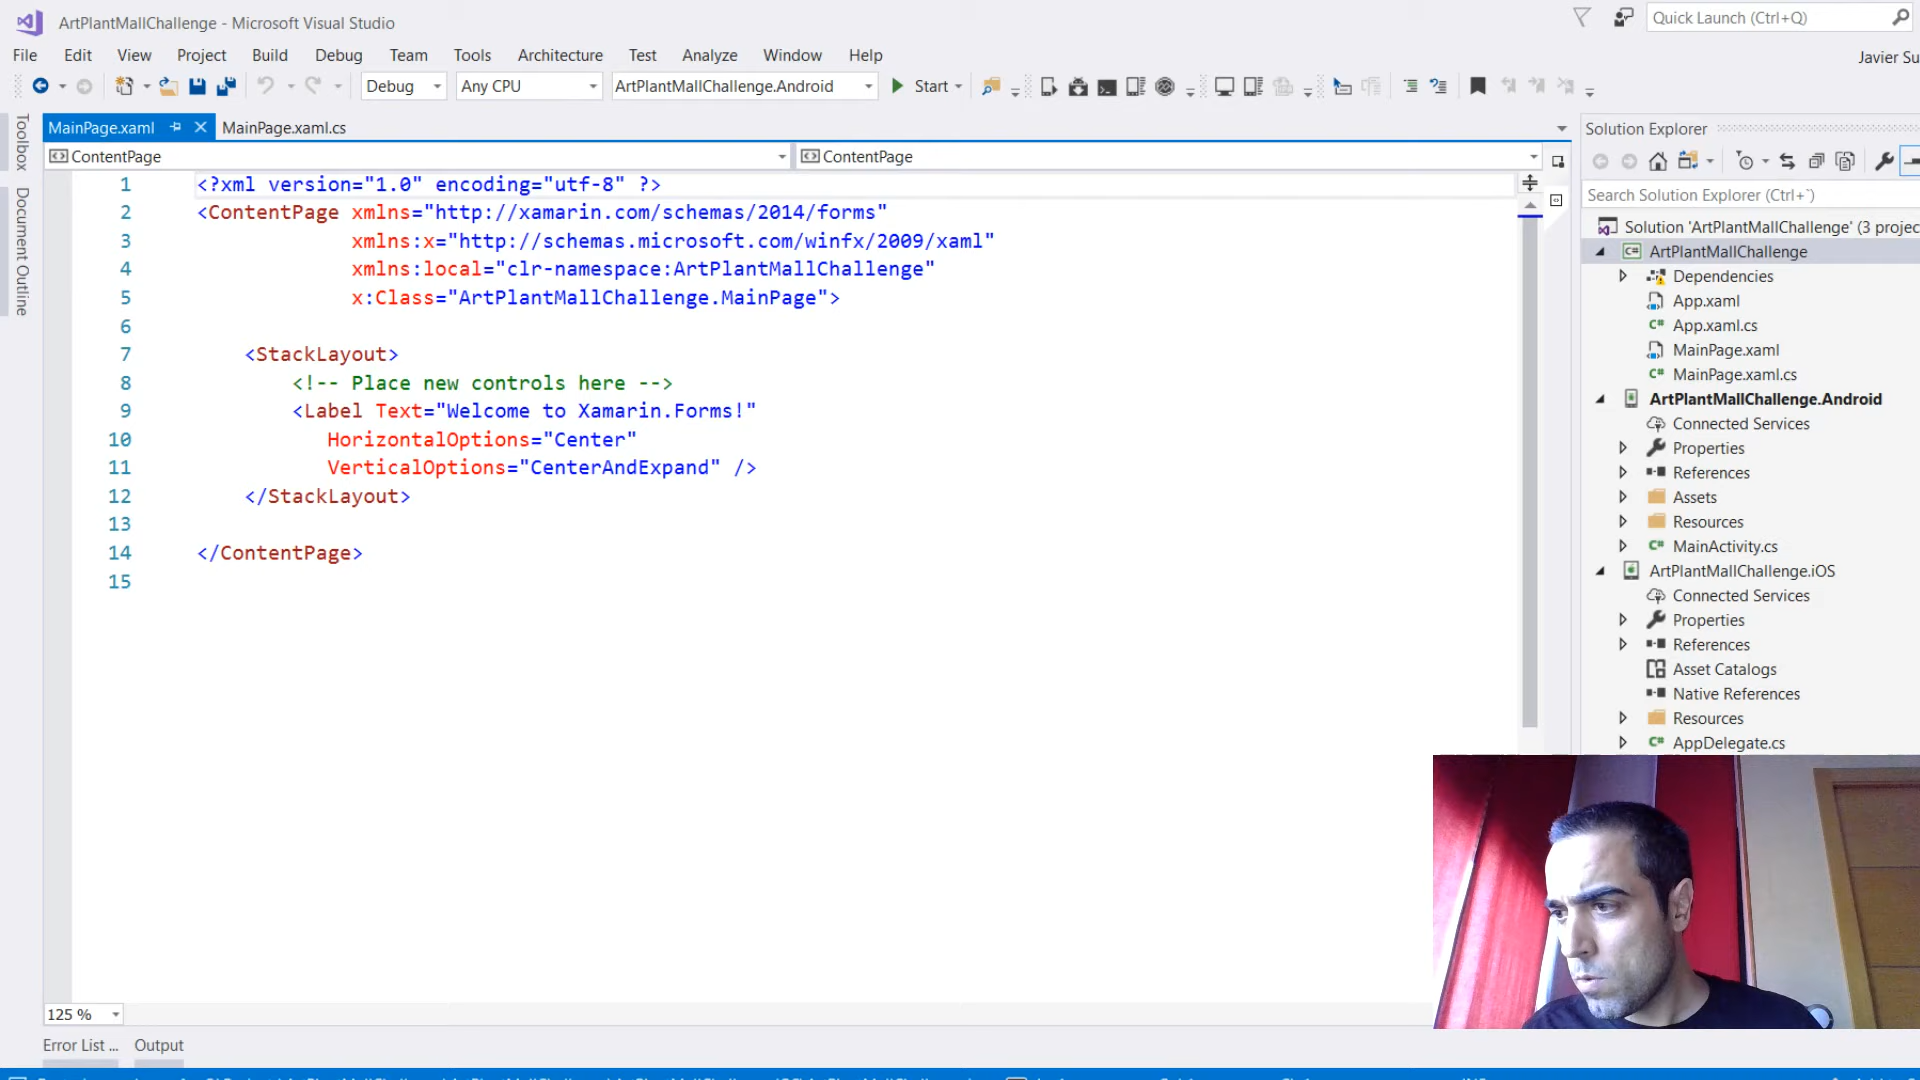 ArtPlantMallChallenge - Microsoft Visual Studio
Quick Launch (Ctrl+Q)
File Edit View Project Build Debug Team Tools Architecture Test Analyze Window Help
Javier Su
Debug Any CPU ArtPlantMallChallenge.Android Start
Toolbox
Document Outline
MainPage.xaml MainPage.xaml.cs
ContentPage ContentPage
1 <?xml version="1.0" encoding="utf-8" ?>
2 <ContentPage xmlns="http://xamarin.com/schemas/2014/forms"
3 xmlns:x="http://schemas.microsoft.com/winfx/2009/xaml"
4 xmlns:local="clr-namespace:ArtPlantMallChallenge"
5 x:Class="ArtPlantMallChallenge.MainPage">
6
7 <StackLayout>
8 <!-- Place new controls here -->
9 <Label Text="Welcome to Xamarin.Forms!"
10 HorizontalOptions="Center"
11 VerticalOptions="CenterAndExpand" />
12 </StackLayout>
13
14 </ContentPage>
15
125 %
Error List ... Output
Solution Explorer
Search Solution Explorer (Ctrl+`)
Solution 'ArtPlantMallChallenge' (3 projec
ArtPlantMallChallenge
Dependencies
App.xaml
App.xaml.cs
MainPage.xaml
MainPage.xaml.cs
ArtPlantMallChallenge.Android
Connected Services
Properties
References
Assets
Resources
MainActivity.cs
ArtPlantMallChallenge.iOS
Connected Services
Properties
References
Asset Catalogs
Native References
Resources
AppDelegate.cs